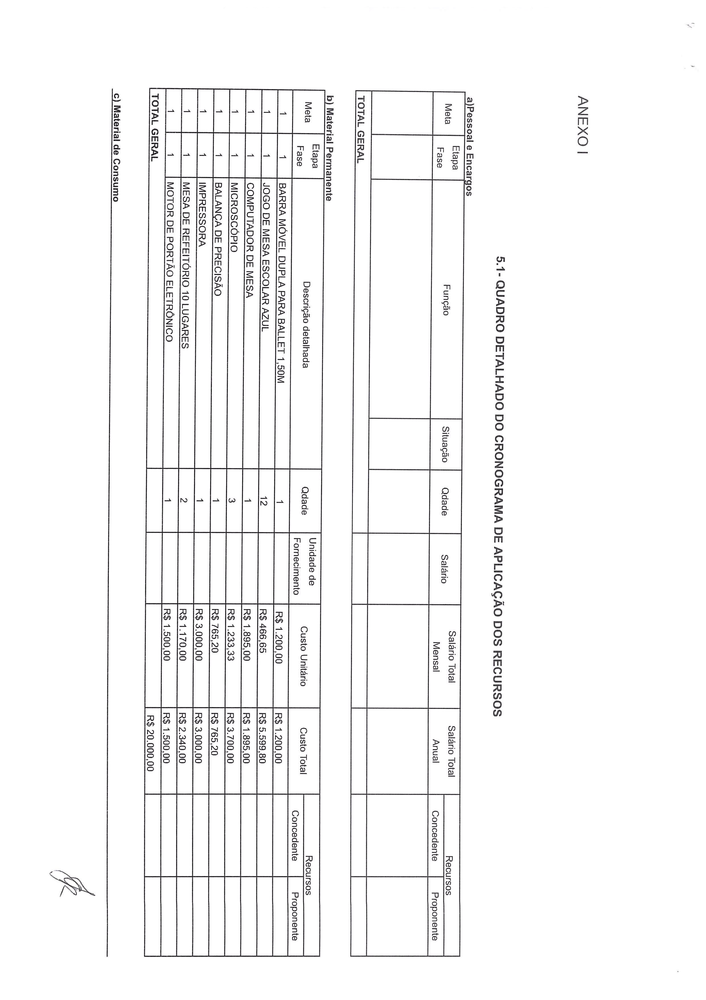 ANEXO I
5.1- QUADRO DETALHADO DO CRONOGRAMA DE APLICAÇÃO DOS RECURSOS
a)Pessoal e Encargos
Meta Etapa Fase Função Situação Qdade Salário Salário Total Mensal Salário Total Anual Recursos Concedente Proponente
TOTAL GERAL
b) Material Permanente
Meta Etapa Fase Descrição detalhada Qdade Unidade de Fornecimento Custo Unitário Custo Total Recursos Concedente Proponente
1 1 BARRA MÓVEL DUPLA PARA BALLET 1,50M 1 R$ 1.200,00 R$ 1.200,00
1 1 JOGO DE MESA ESCOLAR AZUL 12 R$ 466,65 R$ 5.599,80
1 1 COMPUTADOR DE MESA 1 R$ 1.895,00 R$ 1.895,00
1 1 MICROSCÓPIO 3 R$ 1.233,33 R$ 3.700,00
1 1 BALANÇA DE PRECISÃO 1 R$ 765,20 R$ 765,20
1 1 IMPRESSORA 1 R$ 3.000,00 R$ 3.000,00
1 1 MESA DE REFEITÓRIO 10 LUGARES 2 R$ 1.170,00 R$ 2.340,00
1 1 MOTOR DE PORTÃO ELETRÔNICO 1 R$ 1.500,00 R$ 1.500,00
TOTAL GERAL R$ 20.000,00
c) Material de Consumo